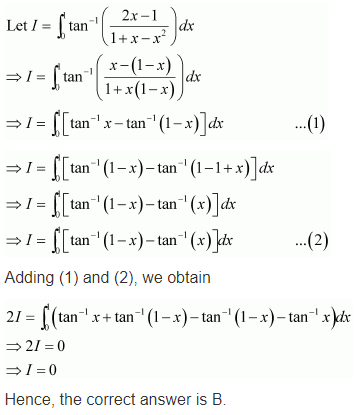 Let I = ∫₀¹ tan⁻¹((2x−1)/(1+x−x²))dx
⇒ I = ∫₀¹ tan⁻¹((x−(1−x))/(1+x(1−x)))dx
⇒ I = ∫₀¹ [tan⁻¹ x−tan⁻¹(1−x)]dx ...(1)
⇒ I = ∫₀¹ [tan⁻¹(1−x)−tan⁻¹(1−1+x)]dx
⇒ I = ∫₀¹ [tan⁻¹(1−x)−tan⁻¹(x)]dx
⇒ I = ∫₀¹ [tan⁻¹(1−x)−tan⁻¹(x)]dx ...(2)
Adding (1) and (2), we obtain
2I = ∫₀¹ (tan⁻¹ x+tan⁻¹(1−x)−tan⁻¹(1−x)−tan⁻¹ x)dx
⇒ 2I = 0
⇒ I = 0
Hence, the correct answer is B.